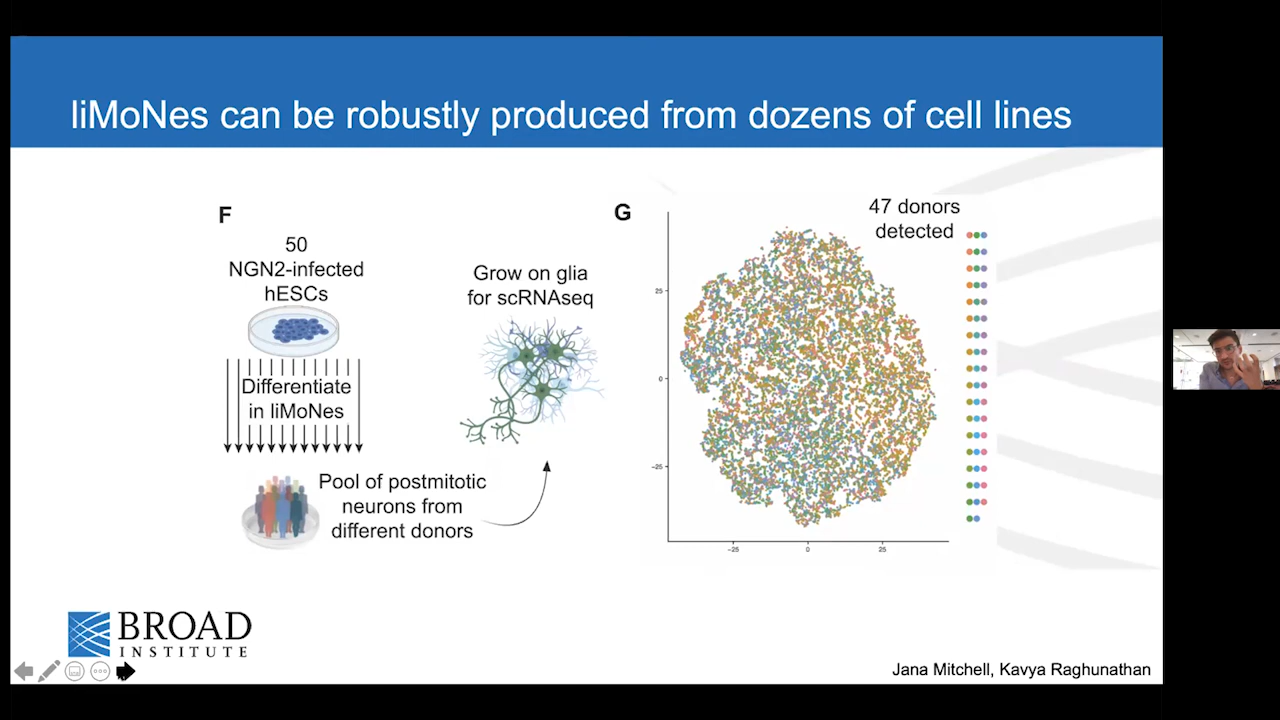 liMoNes can be robustly produced from dozens of cell lines
F
50
NGN2-infected
hESCs
Differentiate
in liMoNes
Pool of postmitotic
neurons from
different donors
Grow on glia
for scRNAseq
G
47 donors
detected
25
0
−25
−25
0
25
BROAD
INSTITUTE
Jana Mitchell, Kavya Raghunathan